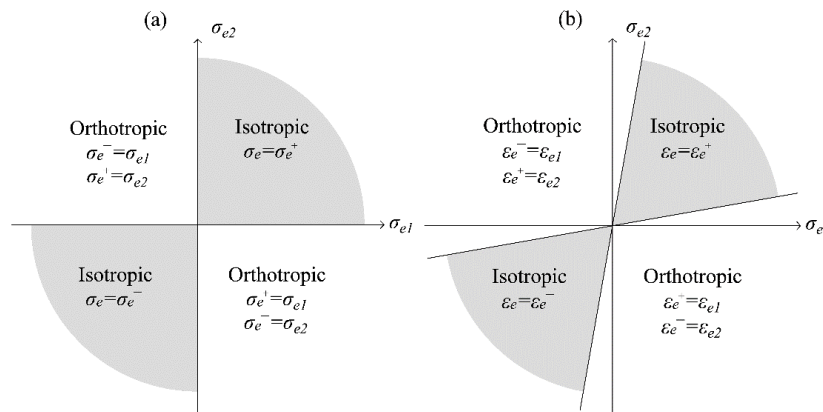 (a)
σe2
Orthotropic
σe⁻=σe1
σe⁺=σe2
Isotropic
σe=σe⁺
σe1
Isotropic
σe=σe⁻
Orthotropic
σe⁺=σe1
σe⁻=σe2
(b)
σe2
Orthotropic
εe⁻=εe1
εe⁺=εe2
Isotropic
εe=εe⁺
σe
Isotropic
εe=εe⁻
Orthotropic
εe⁺=εe1
εe⁻=εe2